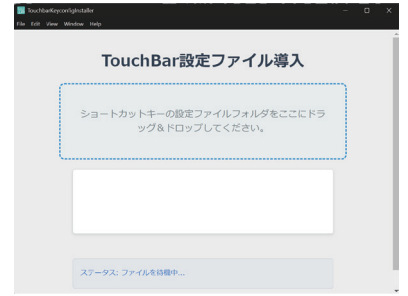 TouchbarKeyconfigInstaller
File Edit View Window Help
TouchBar設定ファイル導入
ショートカットキーの設定ファイルフォルダをここにドラ
ッグ＆ドロップしてください。
ステータス: ファイルを待機中...